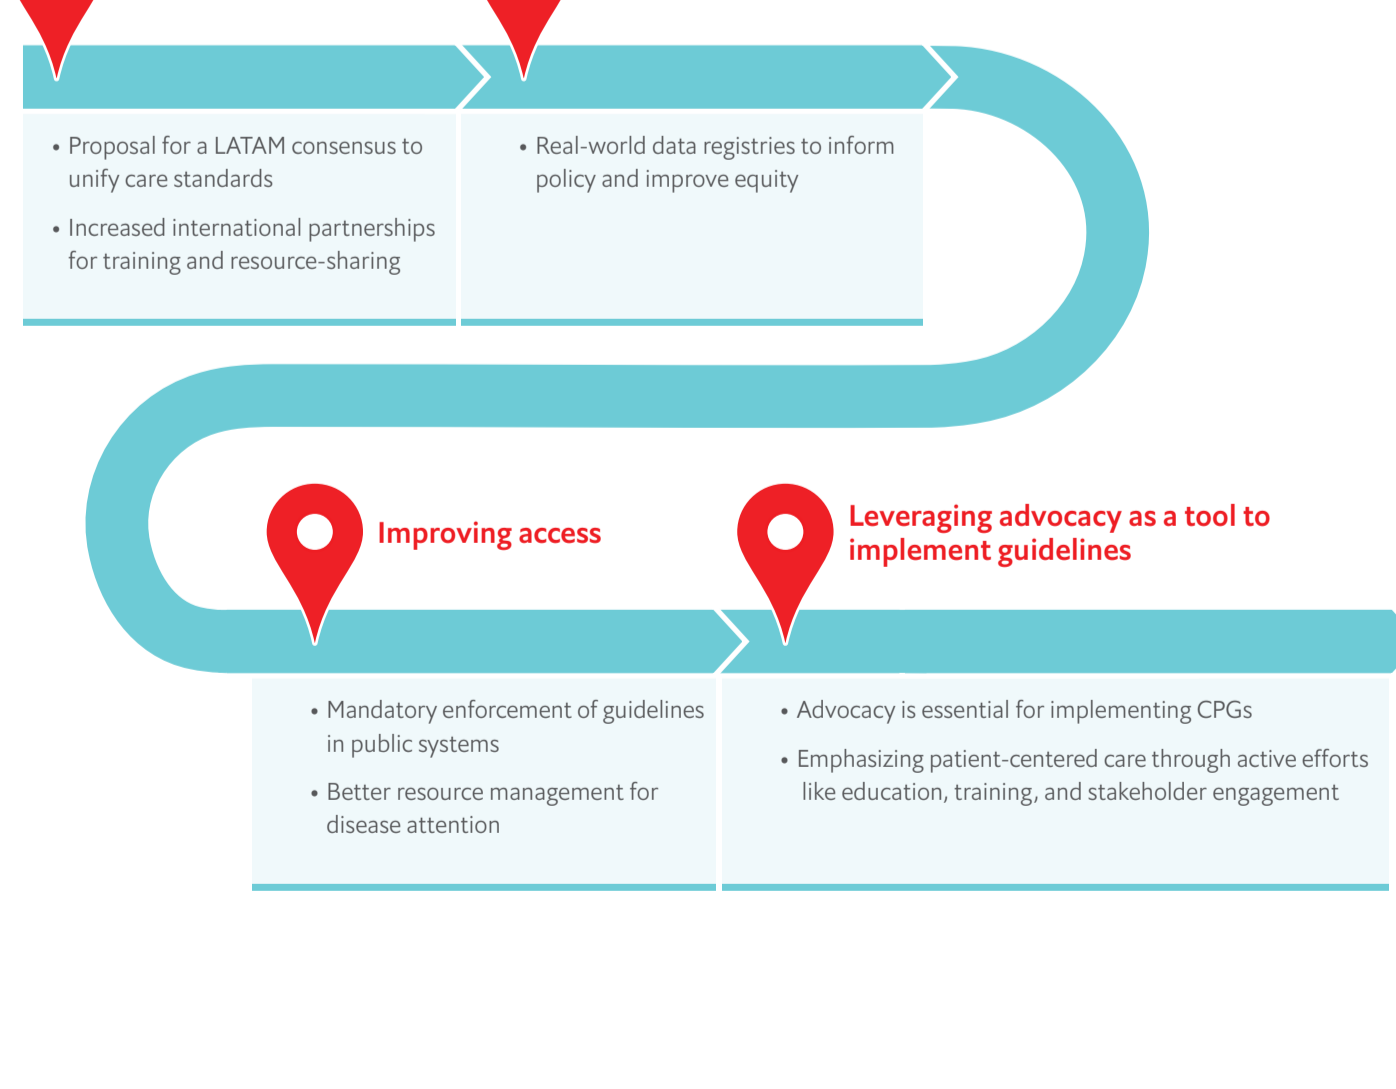 • Proposal for a LATAM consensus to
unify care standards
• Increased international partnerships
for training and resource-sharing
• Real-world data registries to inform
policy and improve equity
Improving access
• Mandatory enforcement of guidelines
in public systems
• Better resource management for
disease attention
Leveraging advocacy as a tool to
implement guidelines
• Advocacy is essential for implementing CPGs
• Emphasizing patient-centered care through active efforts
like education, training, and stakeholder engagement